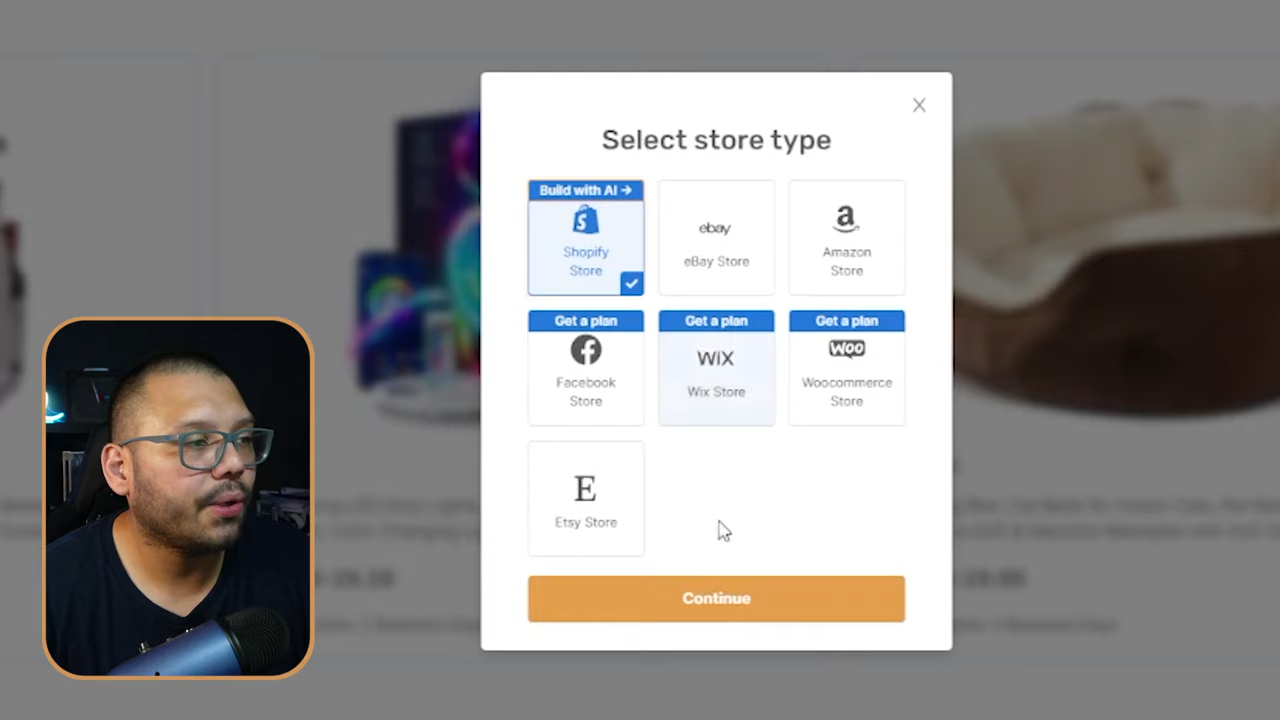 Select store type
Build with AI →
Shopify
Store
ebay
eBay Store
a
Amazon
Store
Get a plan
Facebook
Store
Get a plan
WiX
Wix Store
Get a plan
WOO
Woocommerce
Store
E
Etsy Store
Continue